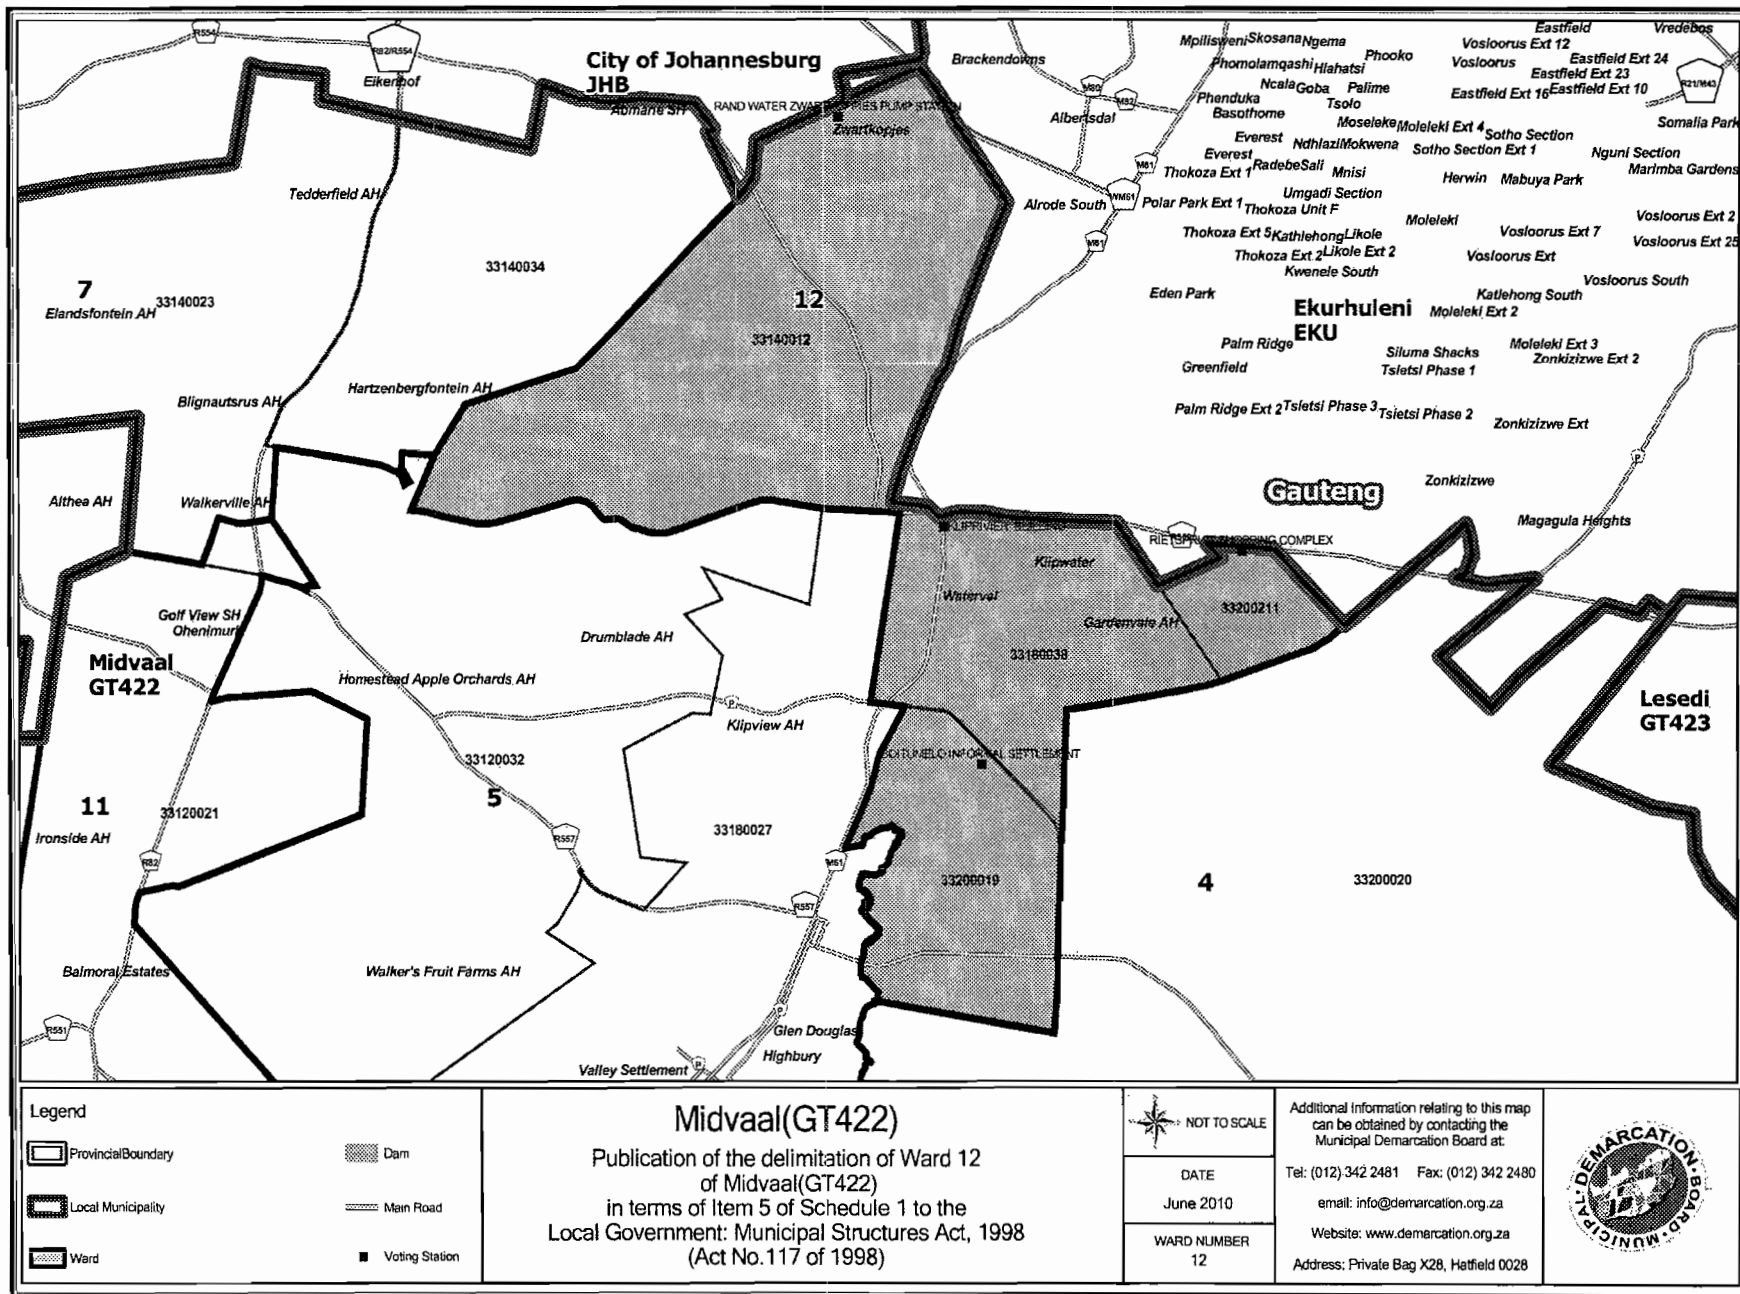 R554
R82/R554
Eikenhof
City of Johannesburg
JHB
Brackendowns
Mpilisweni
Skosana
Ngema
Phooko
Eastfield
Vredebos
Vosloorus Ext 12
Phomolamqashi
Hlahatsi
Vosloorus
Eastfield Ext 24
Eastfield Ext 23
Ncala
Goba
Palime
Eastfield Ext 16
Eastfield Ext 10
R21/M43
M80
M82
Phenduka
Tsolo
Basothome
Albertsdal
Moseleke
Moleleki Ext 4
Sotho Section
Somalia Park
Everest
Ndhlazi
Mokwena
Sotho Section Ext 1
Nguni Section
Everest
M61
Thokoza Ext 1
Radebe
Sali
Mnisi
Herwin
Mabuya Park
Marimba Gardens
Zwartkopjes
Tedderfield AH
Alrode South
Polar Park Ext 1
Umgadi Section
Thokoza Unit F
Moleleki
Vosloorus Ext 2
Thokoza Ext 5
Kathlehong
Likole
Vosloorus Ext 7
Vosloorus Ext 25
M61
Thokoza Ext 2
Likole Ext 2
Vosloorus Ext
Kwenele South
Vosloorus South
33140034
7
33140023
Elandsfontein AH
12
33140012
Eden Park
Ekurhuleni
EKU
Katlehong South
Moleleki Ext 2
Palm Ridge
Moleleki Ext 3
Siluma Shacks
Zonkizizwe Ext 2
Greenfield
Tsietsi Phase 1
Hartzenbergfontein AH
Blignautsrus AH
Palm Ridge Ext 2
Tsietsi Phase 3
Tsietsi Phase 2
Zonkizizwe Ext
P
Althea AH
Walkerville AH
Gauteng
Zonkizizwe
Magagula Heights
Klipwater
Waterval
33200211
Gardenvale AH
Golf View SH
Drumblade AH
33180038
Midvaal
GT422
Homestead Apple Orchards AH
P
Klipview AH
Lesedi
GT423
33120032
5
11
33120021
Ironside AH
33180027
R557
R82
M61
33200019
4
33200020
R557
Balmoral Estates
Walker's Fruit Farms AH
R551
P
Glen Douglas
Highbury
Valley Settlement
P
Legend
Provincial Boundary
Dam
Local Municipality
Main Road
Ward
Voting Station
Midvaal(GT422)
Publication of the delimitation of Ward 12
of Midvaal(GT422)
in terms of Item 5 of Schedule 1 to the
Local Government: Municipal Structures Act, 1998
(Act No.117 of 1998)
NOT TO SCALE
DATE
June 2010
WARD NUMBER
12
Additional information relating to this map
can be obtained by contacting the
Municipal Demarcation Board at:
Tel: (012) 342 2481 Fax: (012) 342 2480
email: info@demarcation.org.za
Website: www.demarcation.org.za
Address: Private Bag X28, Hatfield 0028
MUNICIPAL DEMARCATION BOARD